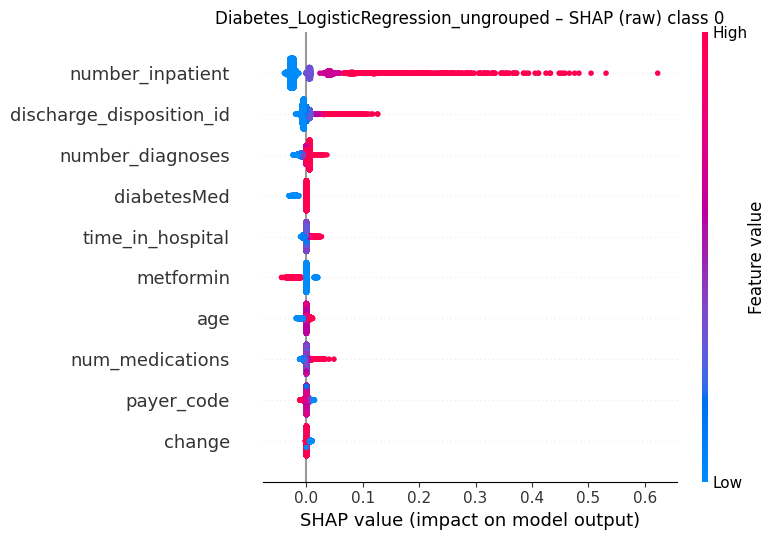 Diabetes_LogisticRegression_ungrouped – SHAP (raw) class 0
High
number_inpatient
discharge_disposition_id
number_diagnoses
diabetesMed
time_in_hospital
metformin
age
num_medications
payer_code
change
Feature value
Low
0.0 0.1 0.2 0.3 0.4 0.5 0.6
SHAP value (impact on model output)